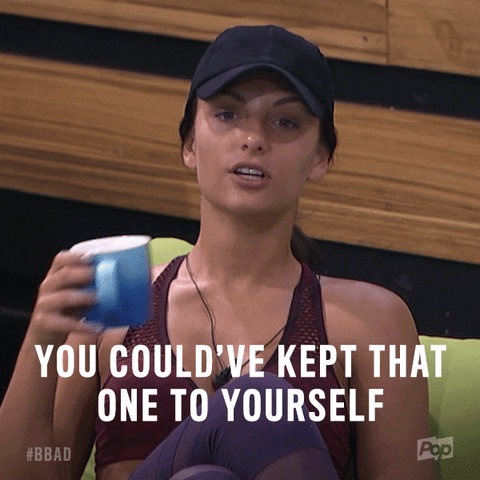 YOU COULD'VE KEPT THAT
ONE TO YOURSELF
#BBAD
Pop